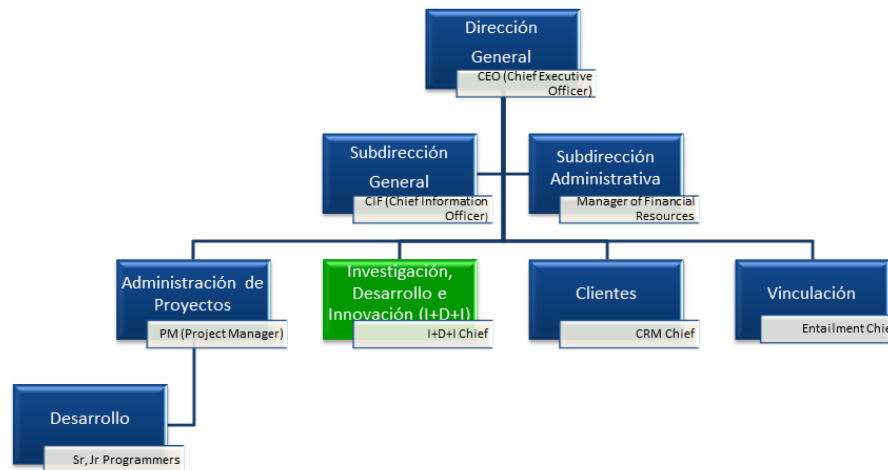 Dirección
General
CEO (Chief Executive
Officer)
Subdirección
General
CIF (Chief Information
Officer)
Subdirección
Administrativa
Manager of Financial
Resources
Administración de
Proyectos
PM (Project Manager)
Investigación,
Desarrollo e
Innovación (I+D+I)
I+D+I Chief
Clientes
CRM Chief
Vinculación
Entailment Chief
Desarrollo
Sr, Jr Programmers